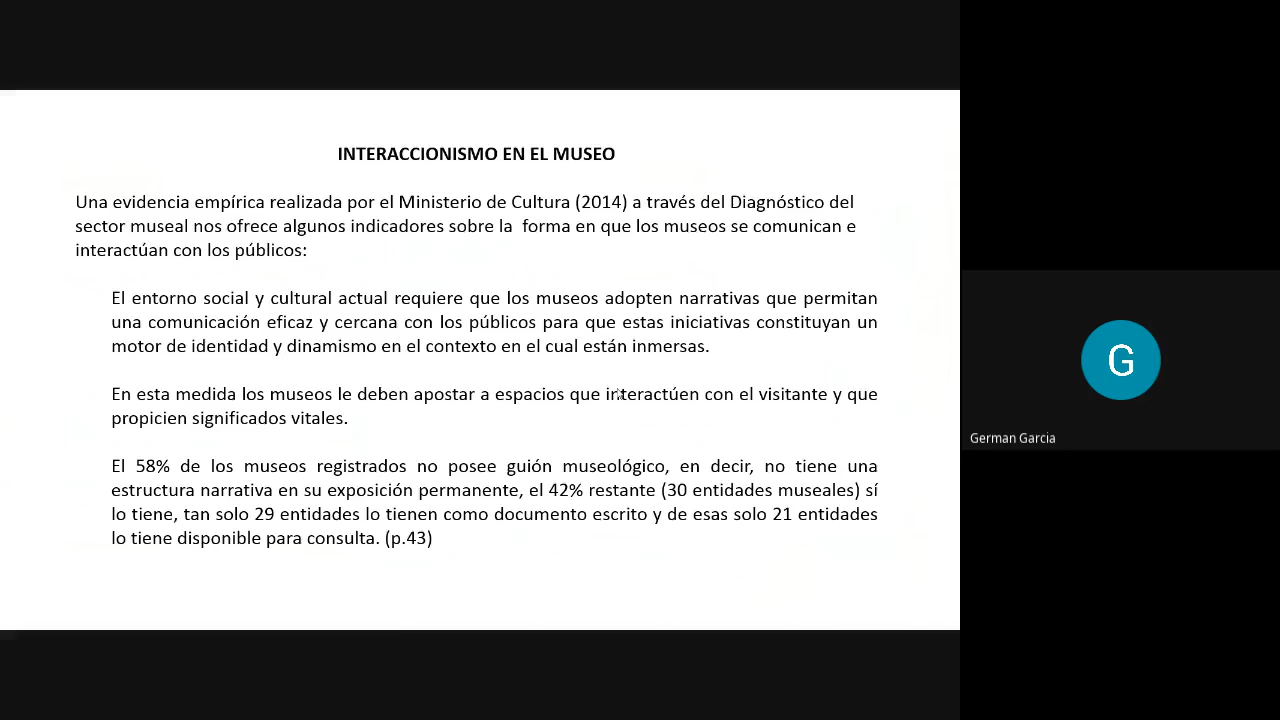 INTERACCIONISMO EN EL MUSEO
Una evidencia empírica realizada por el Ministerio de Cultura (2014) a través del Diagnóstico del
sector museal nos ofrece algunos indicadores sobre la forma en que los museos se comunican e
interactúan con los públicos:
El entorno social y cultural actual requiere que los museos adopten narrativas que permitan
una comunicación eficaz y cercana con los públicos para que estas iniciativas constituyan un
motor de identidad y dinamismo en el contexto en el cual están inmersas.
En esta medida los museos le deben apostar a espacios que interactúen con el visitante y que
propicien significados vitales.
El 58% de los museos registrados no posee guión museológico, en decir, no tiene una
estructura narrativa en su exposición permanente, el 42% restante (30 entidades museales) sí
lo tiene, tan solo 29 entidades lo tienen como documento escrito y de esas solo 21 entidades
lo tiene disponible para consulta. (p.43)
G
German Garcia